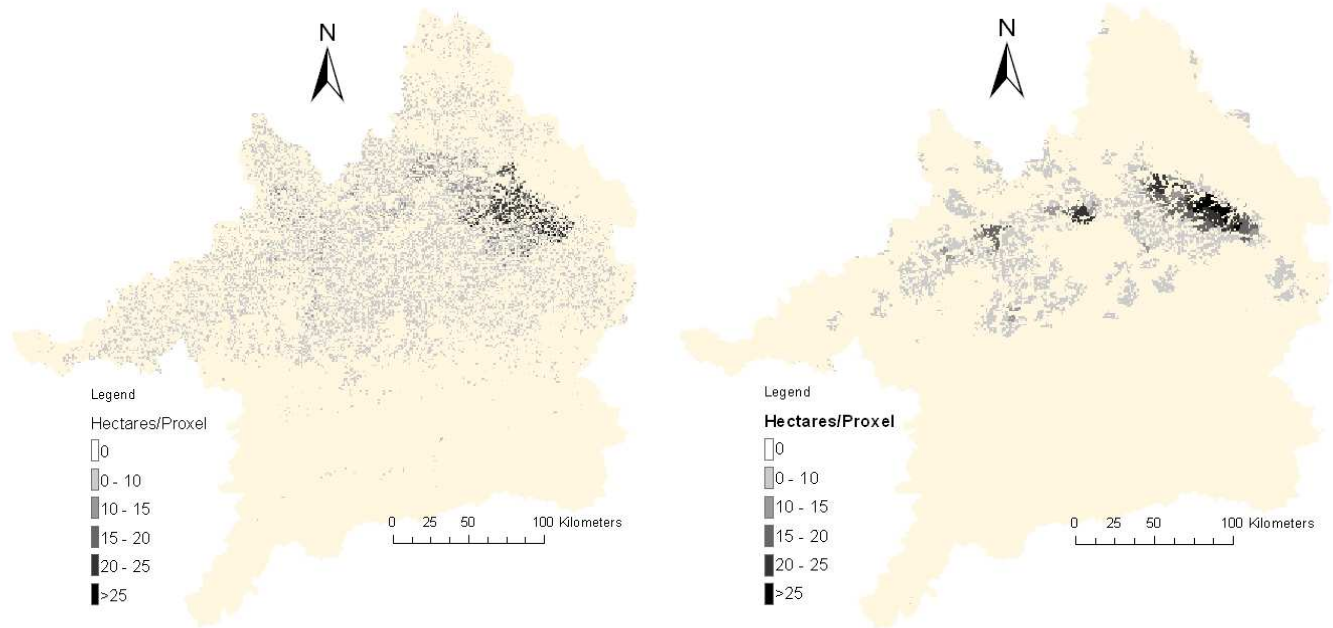 N
Legend
Hectares/Proxel
0
0 - 10
10 - 15
15 - 20
20 - 25
>25
0 25 50 100 Kilometers
N
Legend
Hectares/Proxel
0
0 - 10
10 - 15
15 - 20
20 - 25
>25
0 25 50 100 Kilometers